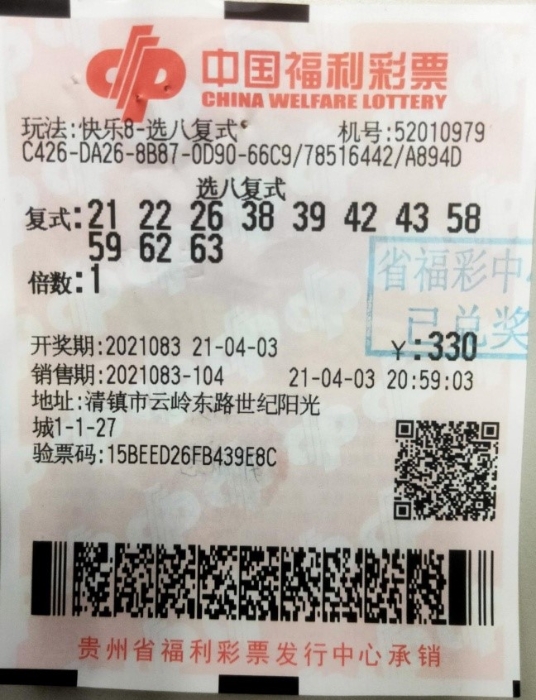 中国福利彩票
CHINA WELFARE LOTTERY
玩法:快乐8-选八复式 机号:52010979
C426-DA26-8B87-0D90-66C9/78516442/A894D
选八复式
复式:21 22 26 38 39 42 43 58
59 62 63
倍数:1
省福彩中心
已兑奖
开奖期:2021083 21-04-03 ¥:330
销售期:2021083-104 21-04-03 20:59:03
地址:清镇市云岭东路世纪阳光
城1-1-27
验票码:15BEED26FB439E8C
贵州省福利彩票发行中心承销